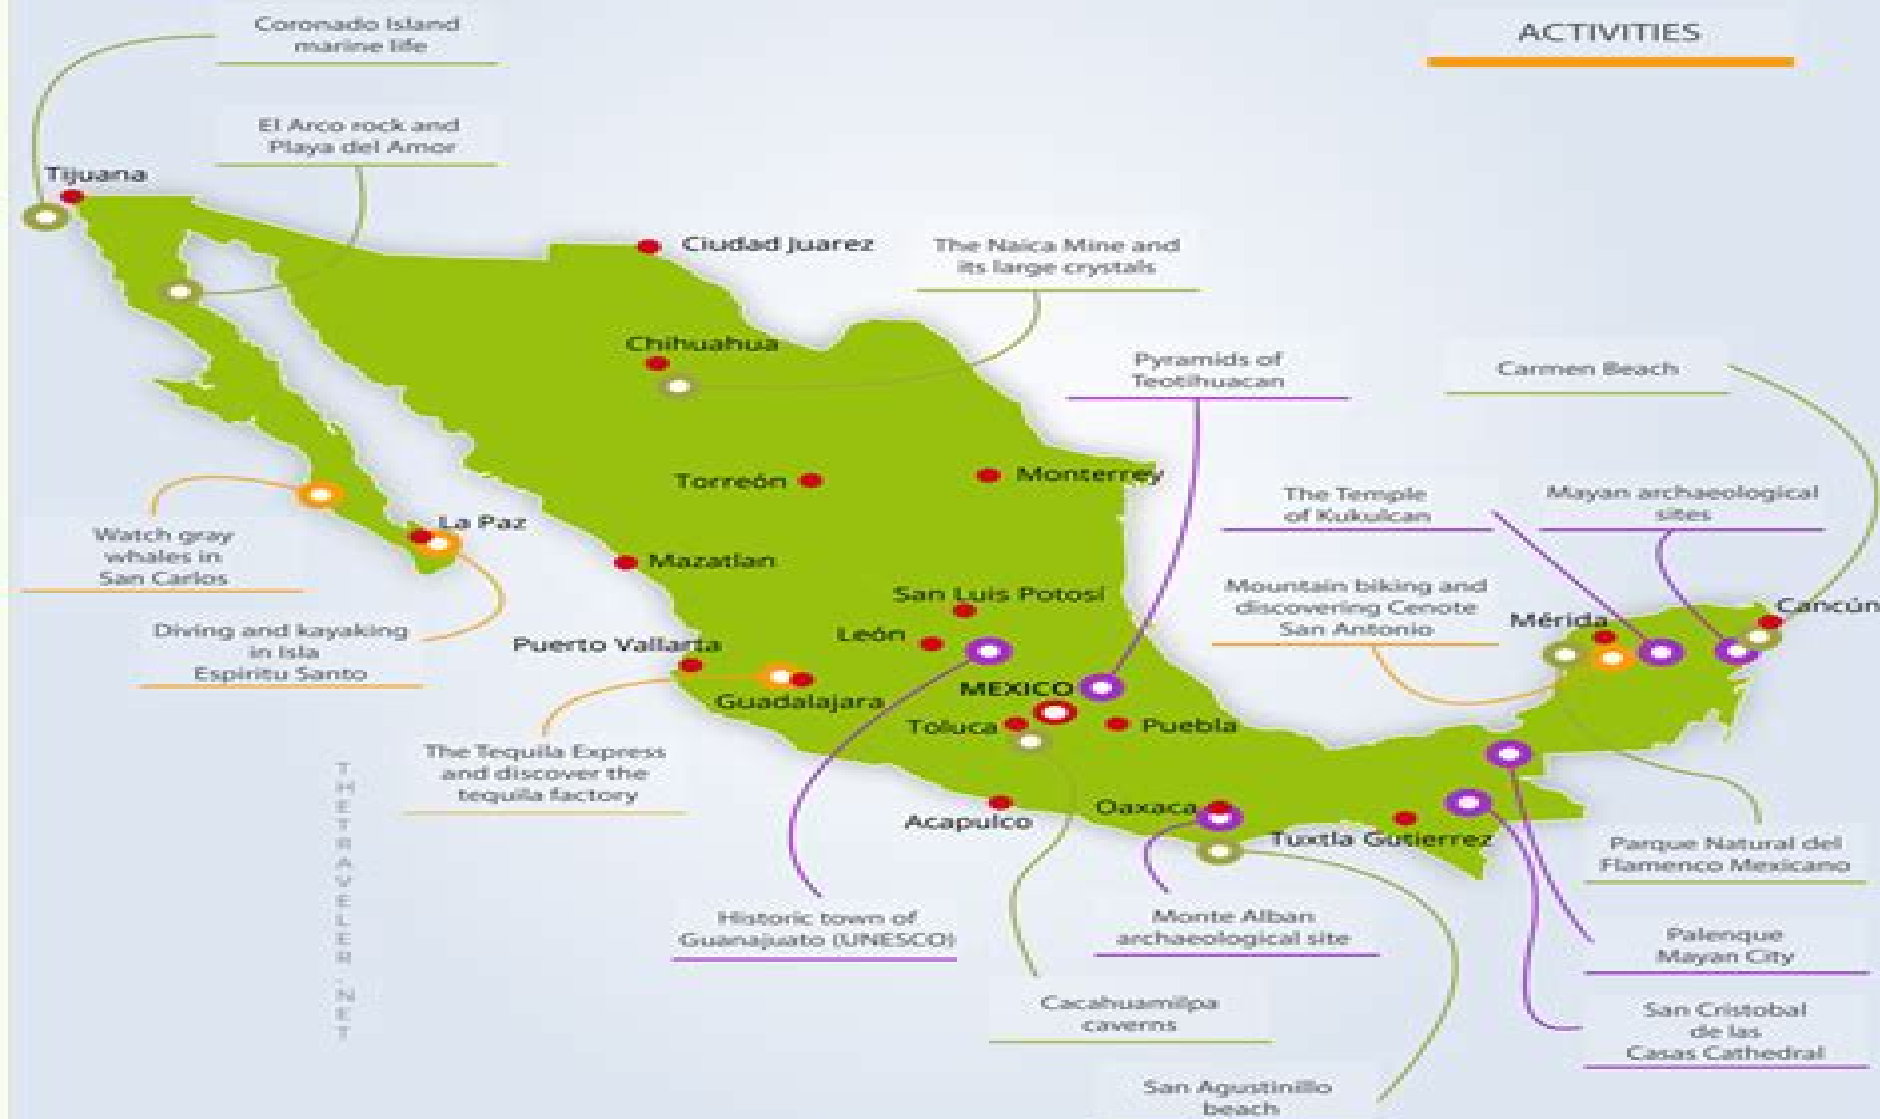 Coronado Island
marine life
ACTIVITIES
El Arco rock and
Playa del Amor
Tijuana
Ciudad Juarez
The Naica Mine and
its large crystals
Chihuahua
Pyramids of
Teotihuacan
Carmen Beach
Torreón
Monterrey
The Temple
of Kukulcan
Mayan archaeological
sites
Watch gray
whales in
San Carlos
La Paz
Mazatlan
San Luis Potosí
Mountain biking and
discovering Cenote
San Antonio
Mérida
Cancún
Diving and kayaking
in Isla
Espiritu Santo
Puerto Vallarta
León
Guadalajara
MEXICO
Toluca
Puebla
The Tequila Express
and discover the
tequila factory
Acapulco
Oaxaca
Tuxtla Gutierrez
Parque Natural del
Flamenco Mexicano
Historic town of
Guanajuato (UNESCO)
Monte Alban
archaeological site
Palenque
Mayan City
Cacahuamilpa
caverns
San Cristobal
de las
Casas Cathedral
San Agustinillo
beach
THETRAVELER.NET